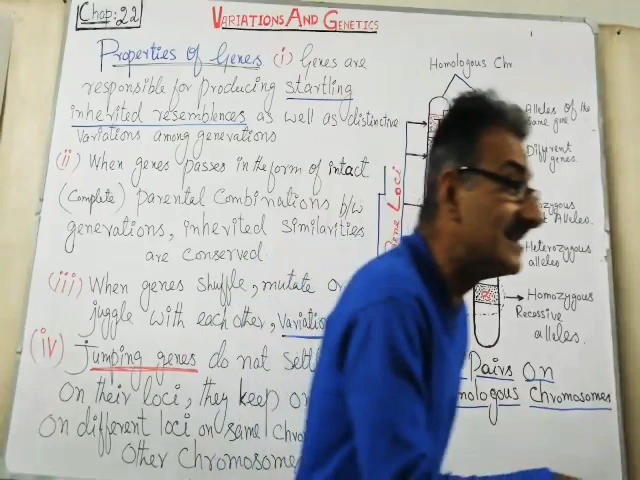 Chap: 22
VARIATIONS AND GENETICS
Properties of Genes (i) Genes are
responsible for producing startling
inherited resemblences as well as distinctive
variations among generations
(ii) When genes passes in the form of intact
(Complete) parental Combinations b/w
generations, inherited similarities
are conserved.
(iii) When genes shuffle, mutate or
juggle with each other,
(iv) Jumping genes do not
On their loci, they keep on
On different loci on same
Other Chromosome
Homologous Chr.
Alleles of the
same gene
Different
genes.
Gene Loci
Alleles.
Heterozygous
alleles
Homozygous
Recessive
alleles.
Pairs On
Chromosomes